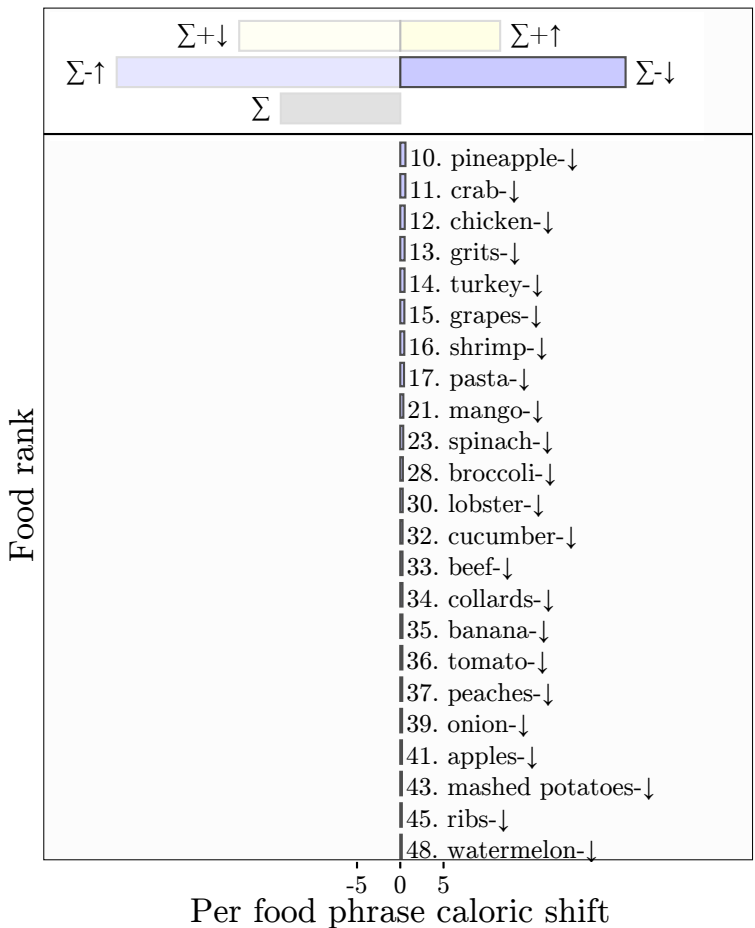 ∑+↓ ∑+↑
∑-↑ ∑-↓
∑
10. pineapple-↓
11. crab-↓
12. chicken-↓
13. grits-↓
14. turkey-↓
15. grapes-↓
16. shrimp-↓
17. pasta-↓
21. mango-↓
23. spinach-↓
28. broccoli-↓
30. lobster-↓
32. cucumber-↓
33. beef-↓
34. collards-↓
35. banana-↓
36. tomato-↓
37. peaches-↓
39. onion-↓
41. apples-↓
43. mashed potatoes-↓
45. ribs-↓
48. watermelon-↓
Food rank
-5 0 5
Per food phrase caloric shift